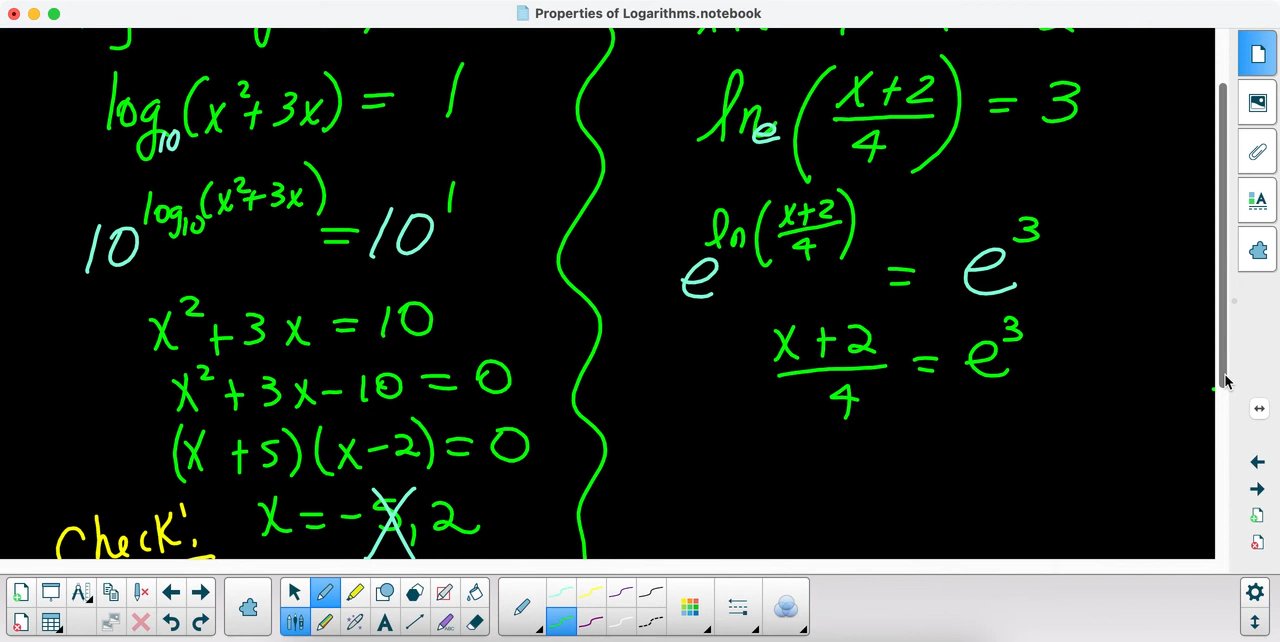 Properties of Logarithms.notebook
log₁₀(x²+3x) = 1
10^(log₁₀(x²+3x)) = 10¹
x²+3x = 10
x²+3x-10 = 0
(x+5)(x-2) = 0
x = -5, 2
Check!
lnₑ((x+2)/4) = 3
e^(ln((x+2)/4)) = e³
(x+2)/4 = e³